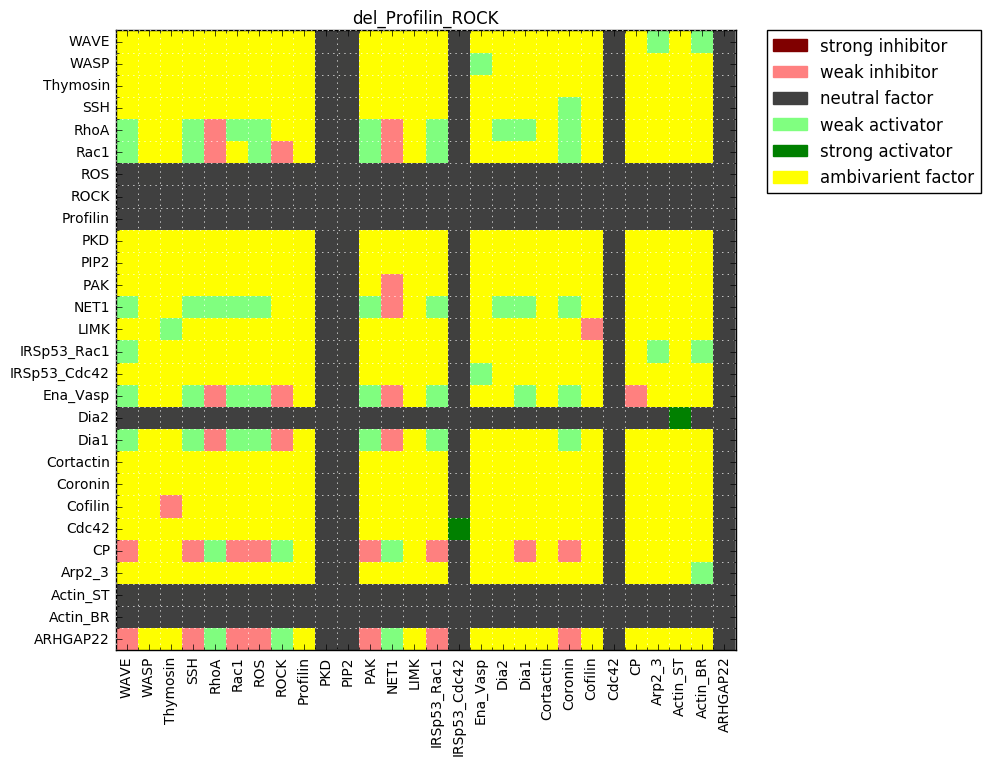 del_Profilin_ROCK
WAVE
WASP
Thymosin
SSH
RhoA
Rac1
ROS
ROCK
Profilin
PKD
PIP2
PAK
NET1
LIMK
IRSp53_Rac1
IRSp53_Cdc42
Ena_Vasp
Dia2
Dia1
Cortactin
Coronin
Cofilin
Cdc42
CP
Arp2_3
Actin_ST
Actin_BR
ARHGAP22
WAVE
WASP
Thymosin
SSH
RhoA
Rac1
ROS
ROCK
Profilin
PKD
PIP2
PAK
NET1
LIMK
IRSp53_Rac1
IRSp53_Cdc42
Ena_Vasp
Dia2
Dia1
Cortactin
Coronin
Cofilin
Cdc42
CP
Arp2_3
Actin_ST
Actin_BR
ARHGAP22
strong inhibitor
weak inhibitor
neutral factor
weak activator
strong activator
ambivarient factor